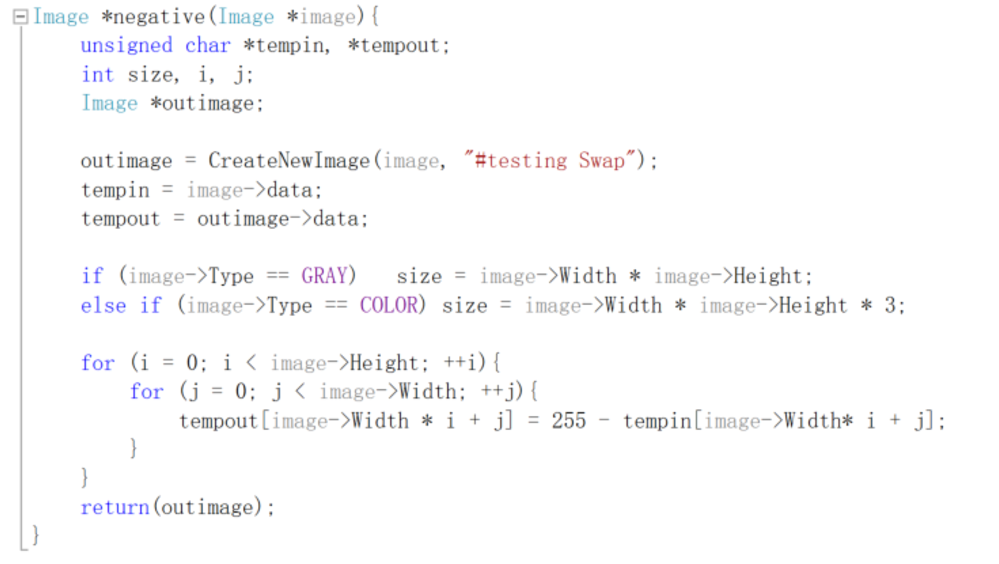 Image *negative(Image *image){
unsigned char *tempin, *tempout;
int size, i, j;
Image *outimage;
outimage = CreateNewImage(image, "#testing Swap");
tempin = image->data;
tempout = outimage->data;
if (image->Type == GRAY)   size = image->Width * image->Height;
else if (image->Type == COLOR) size = image->Width * image->Height * 3;
for (i = 0; i < image->Height; ++i){
for (j = 0; j < image->Width; ++j){
tempout[image->Width * i + j] = 255 - tempin[image->Width* i + j];
}
}
return(outimage);
}